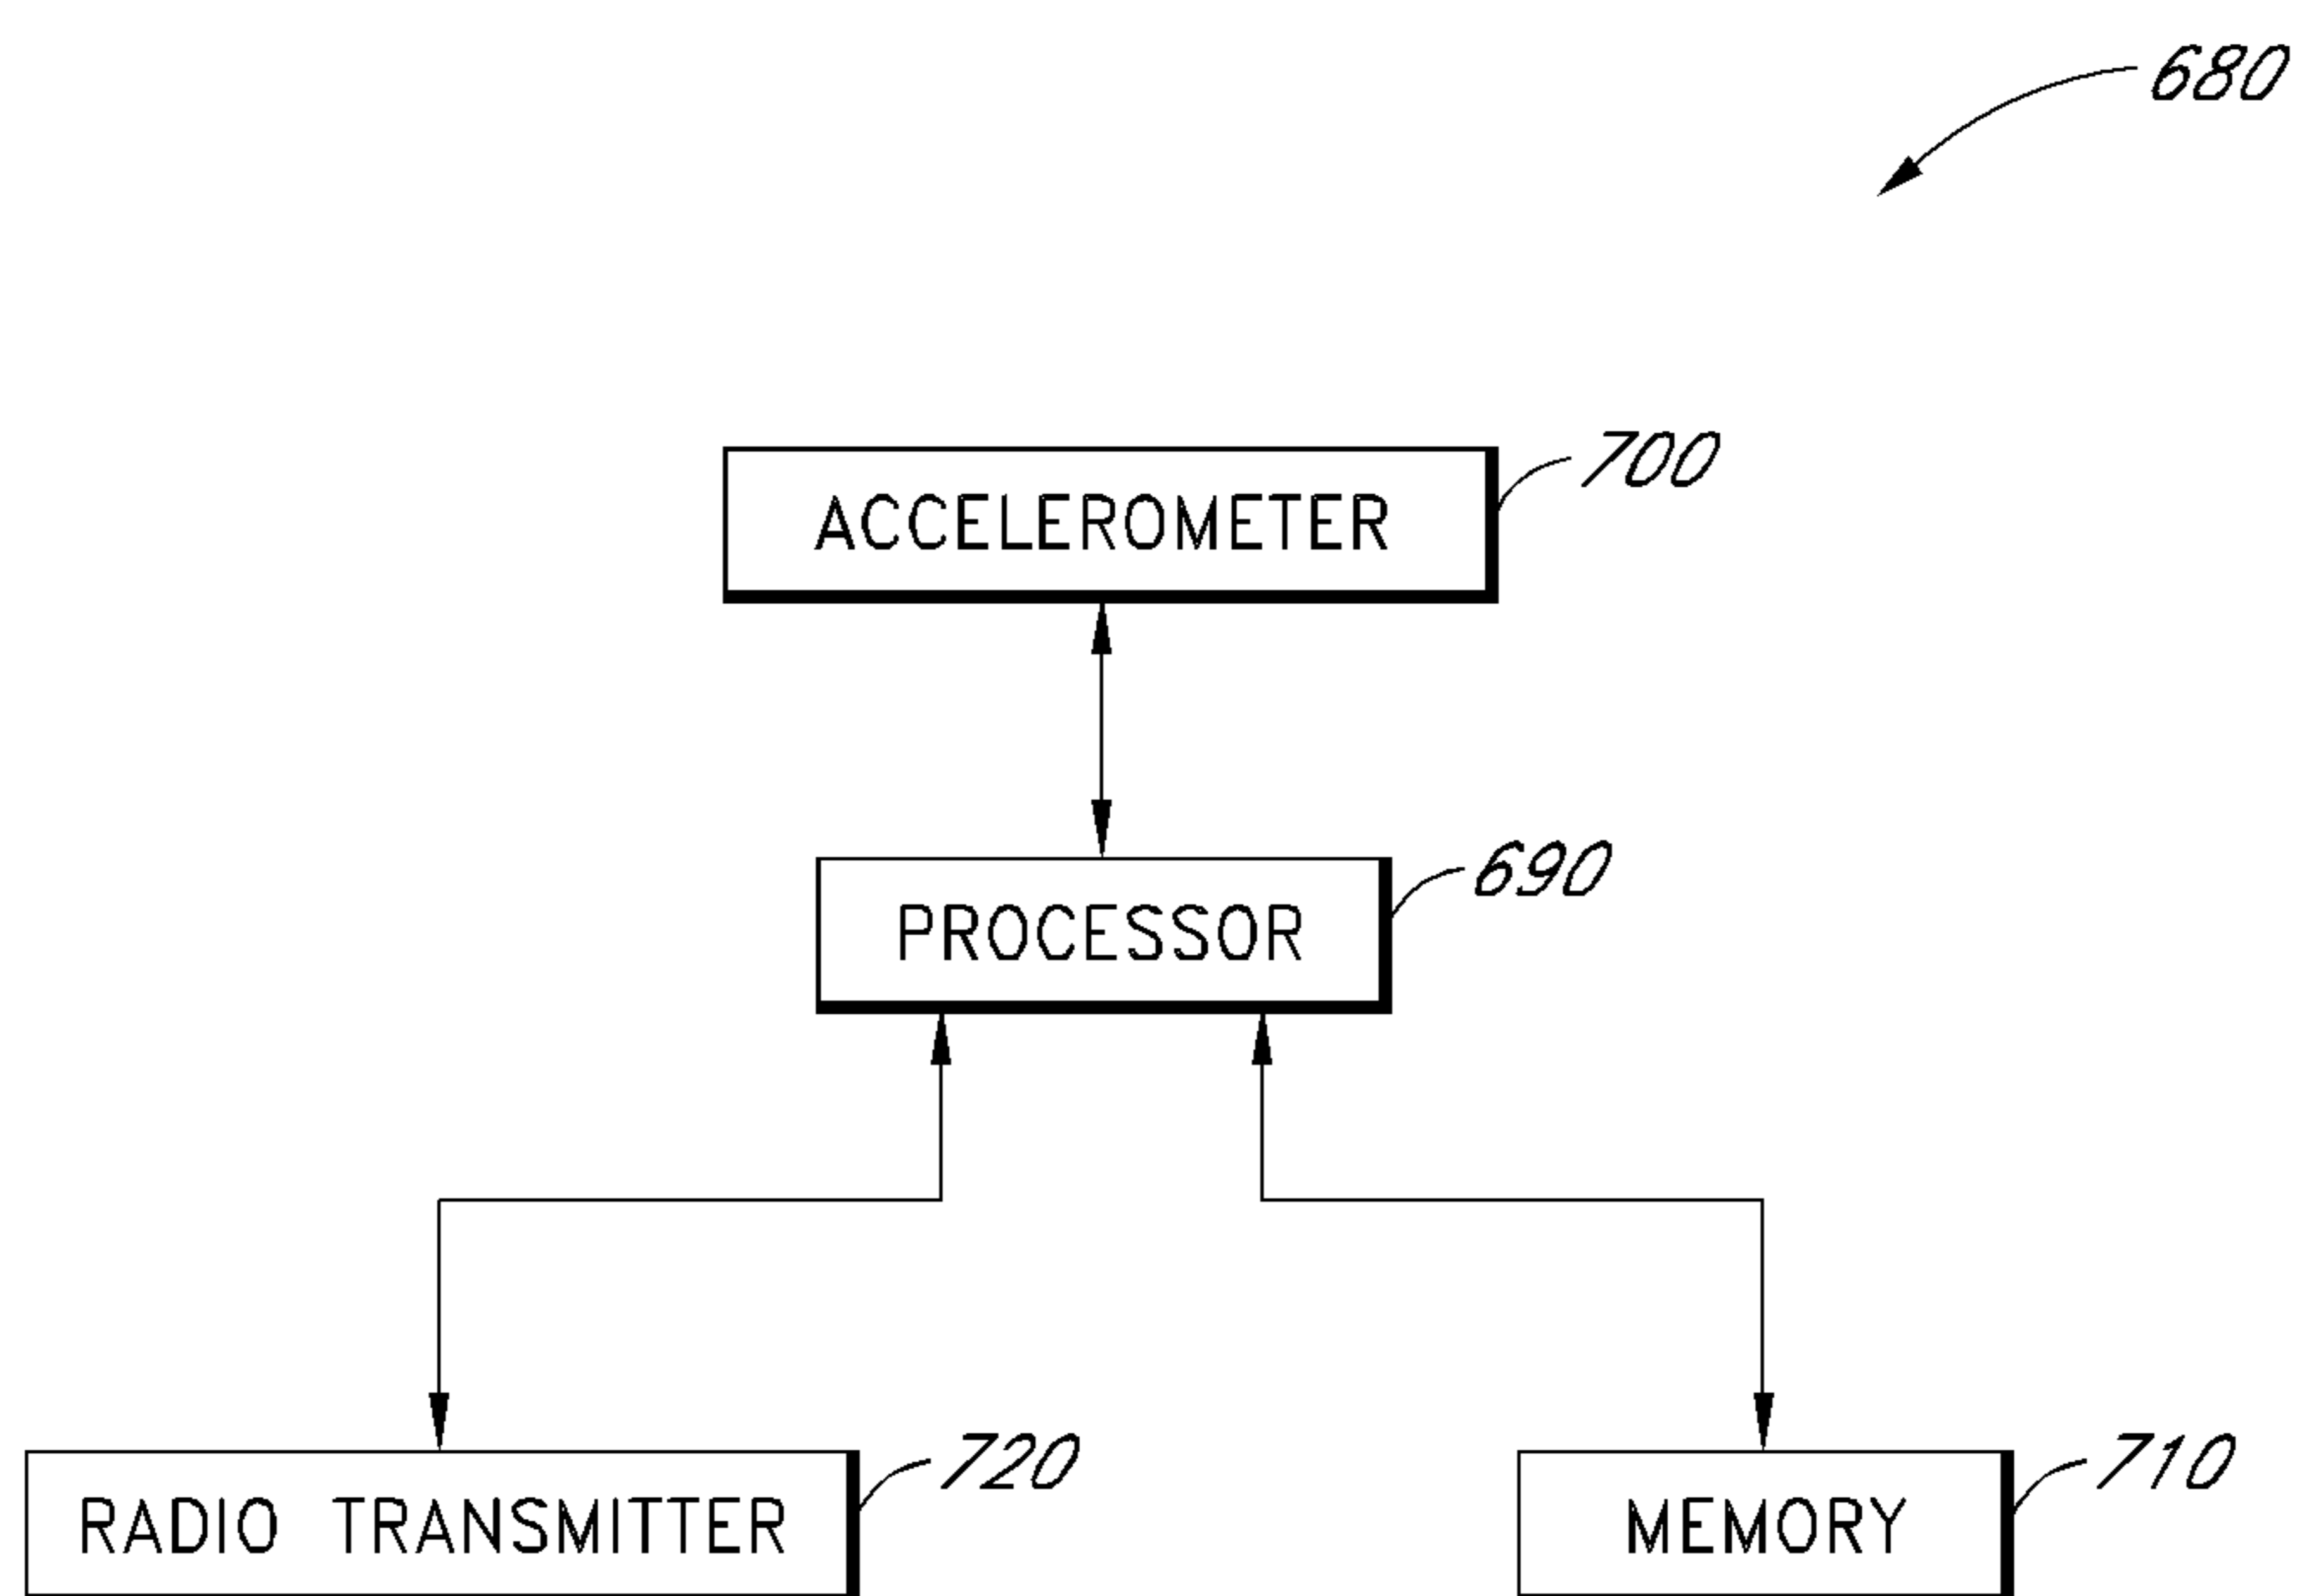 680
ACCELEROMETER 700
PROCESSOR 690
RADIO TRANSMITTER 720
MEMORY 710